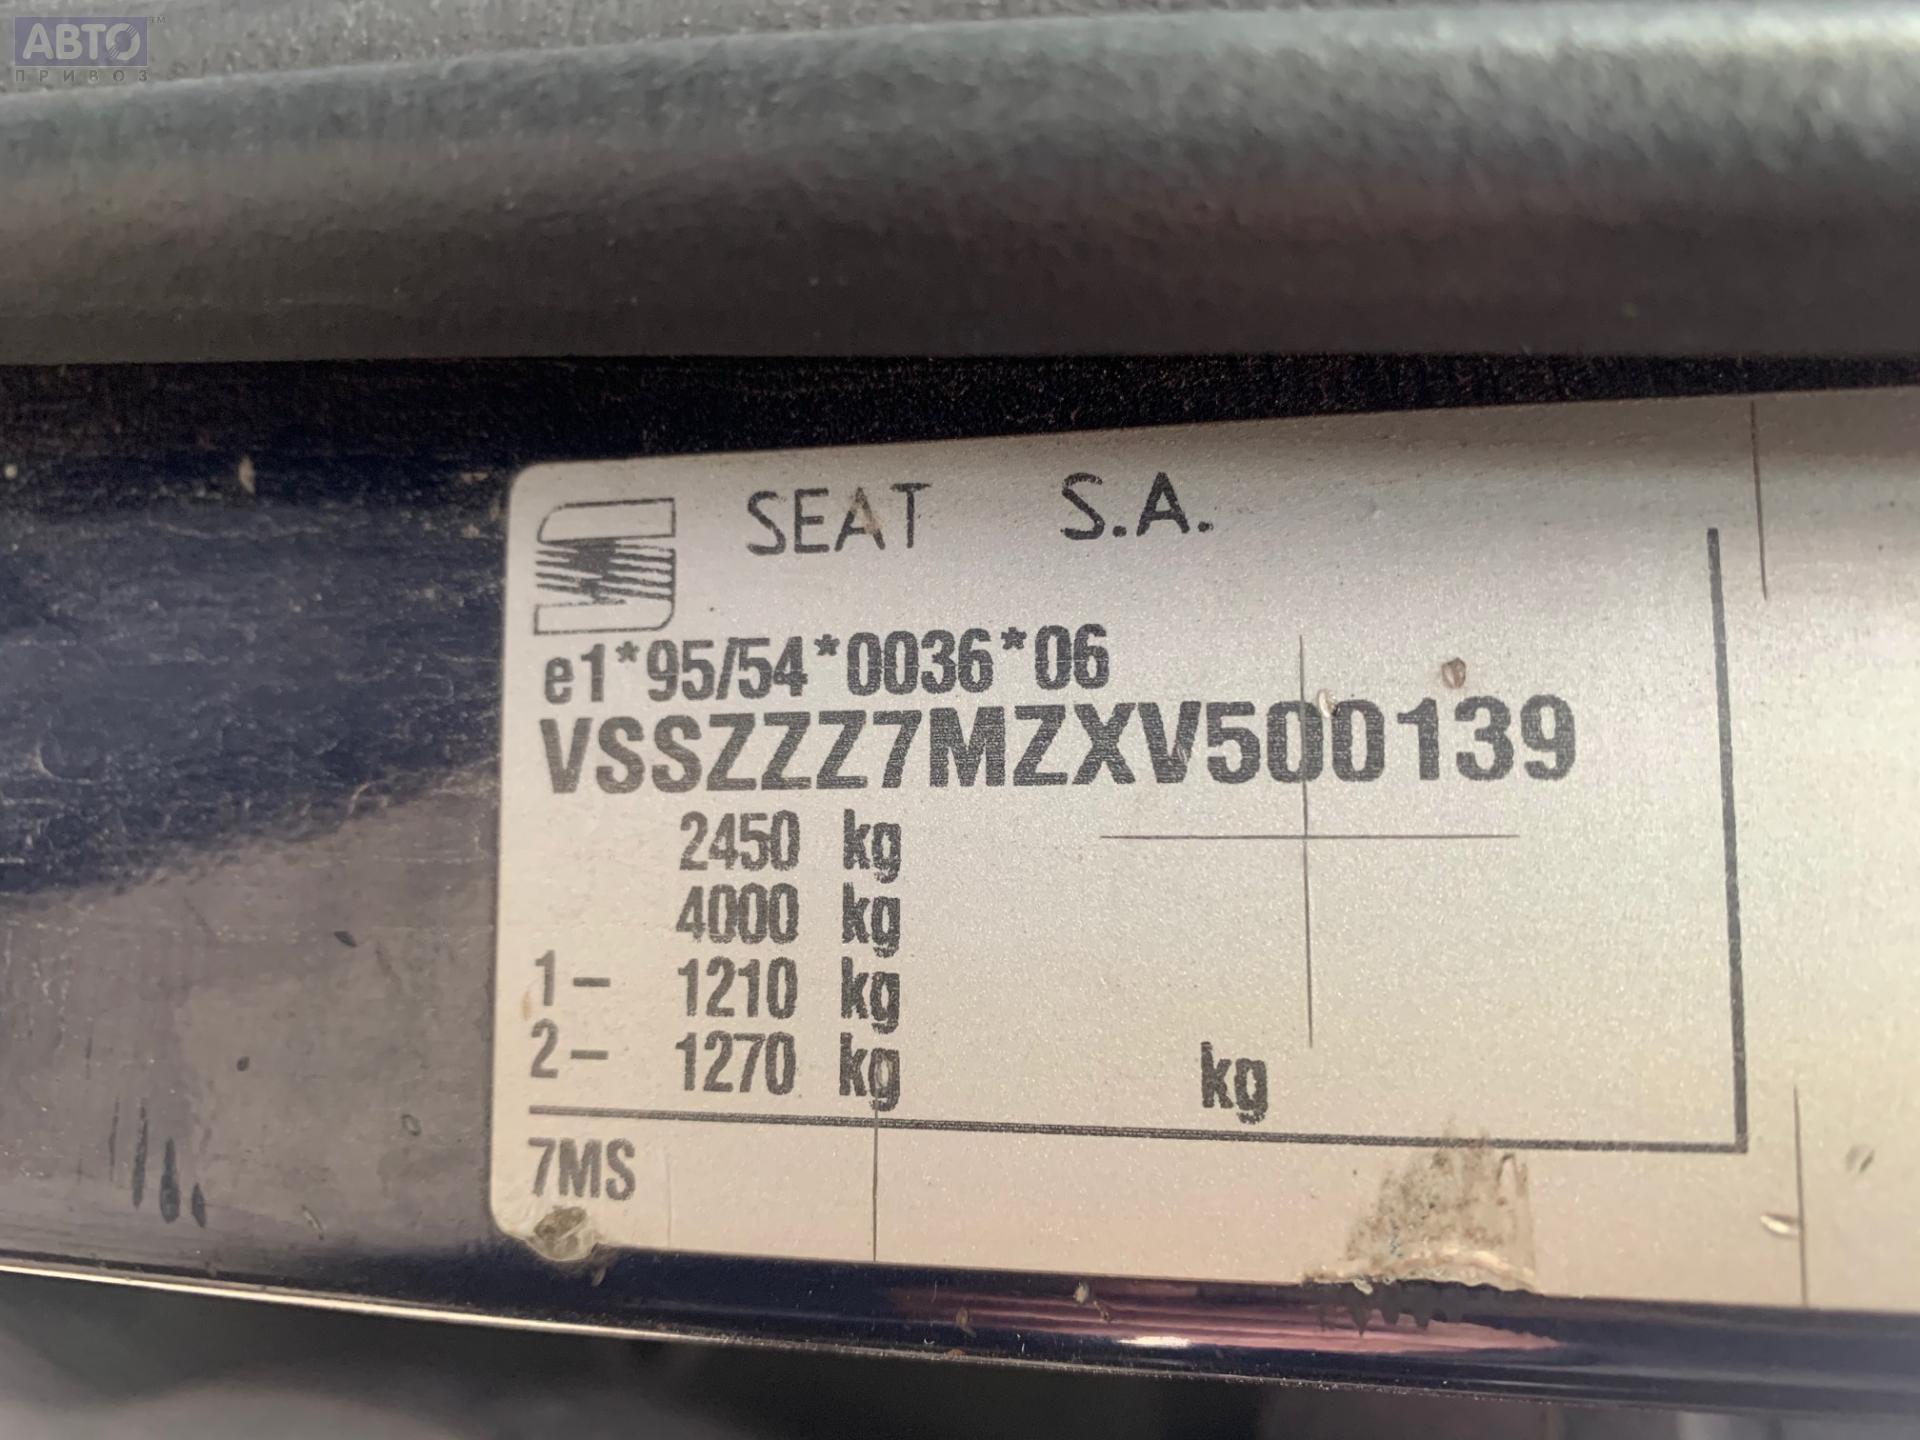 АВТО™
ПРИВОЗ
SEAT S.A.
e1*95/54*0036*06
VSSZZZ7MZXV500139
2450 kg
4000 kg
1- 1210 kg
2- 1270 kg kg
7MS